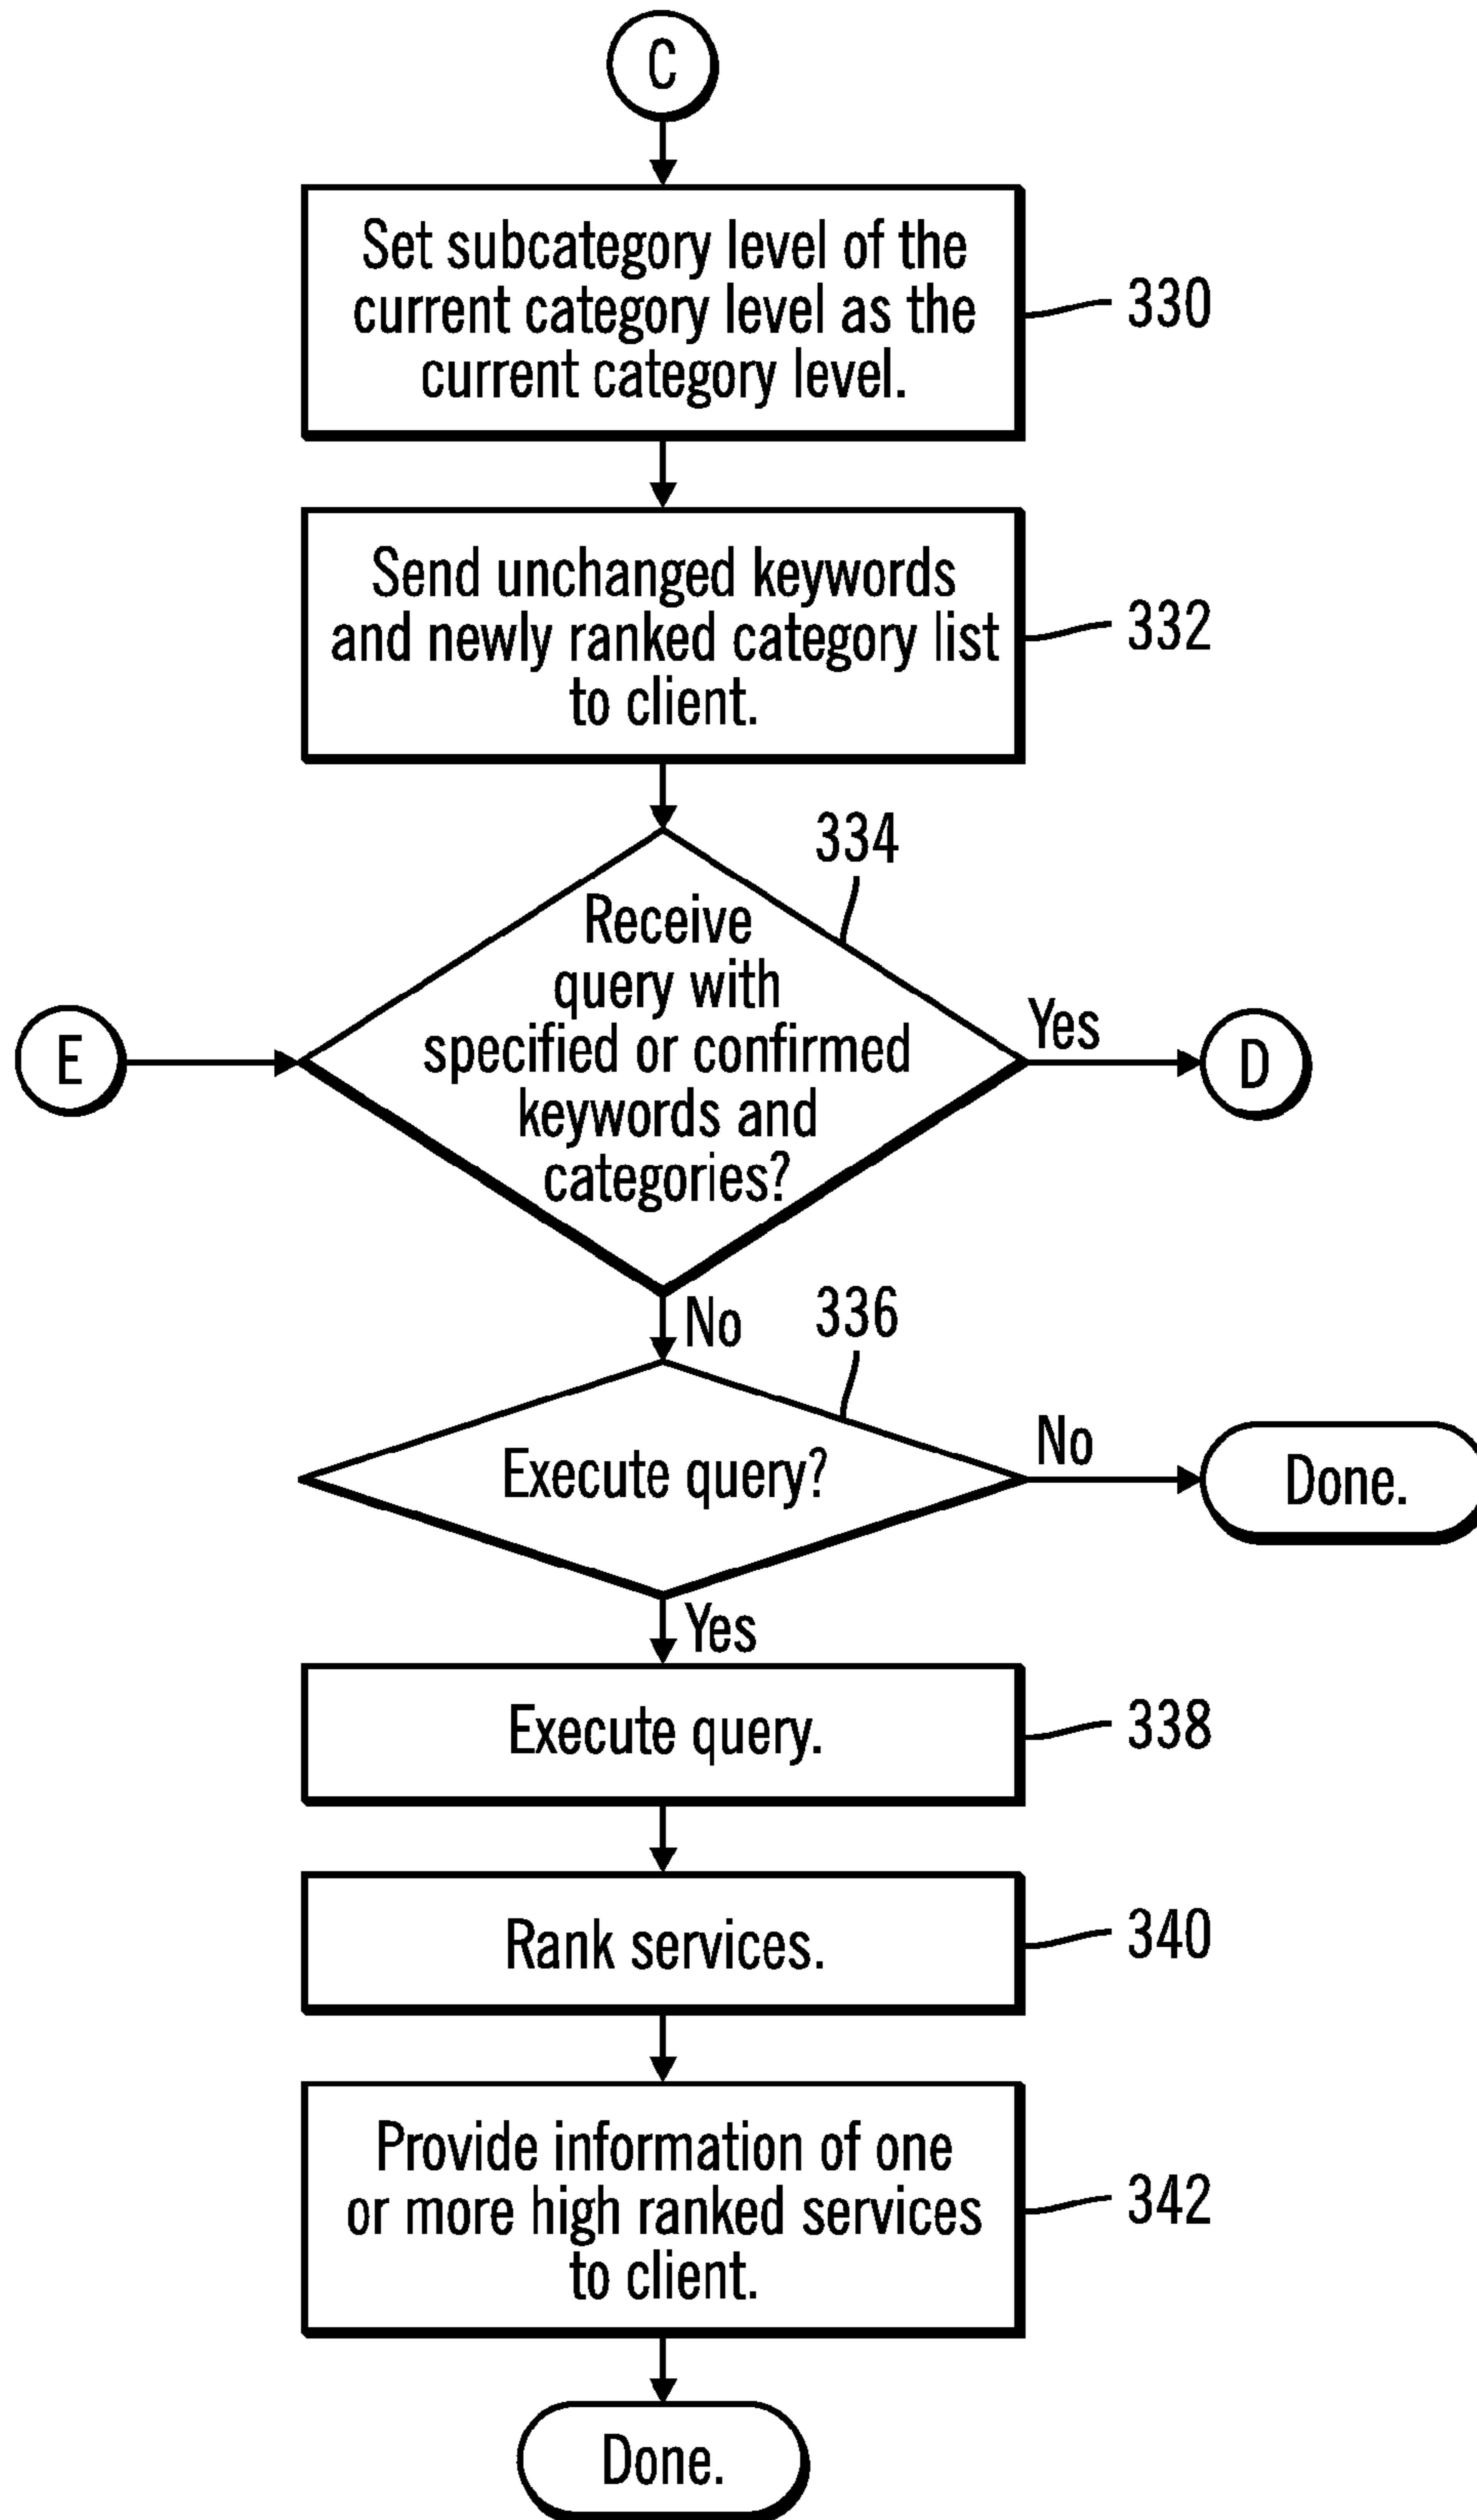 C
Set subcategory level of the
current category level as the
current category level.
330
Send unchanged keywords
and newly ranked category list
to client.
332
334
Receive
query with
specified or confirmed
keywords and
categories?
E
Yes
D
No
336
Execute query?
No
Done.
Yes
Execute query.
338
Rank services.
340
Provide information of one
or more high ranked services
to client.
342
Done.